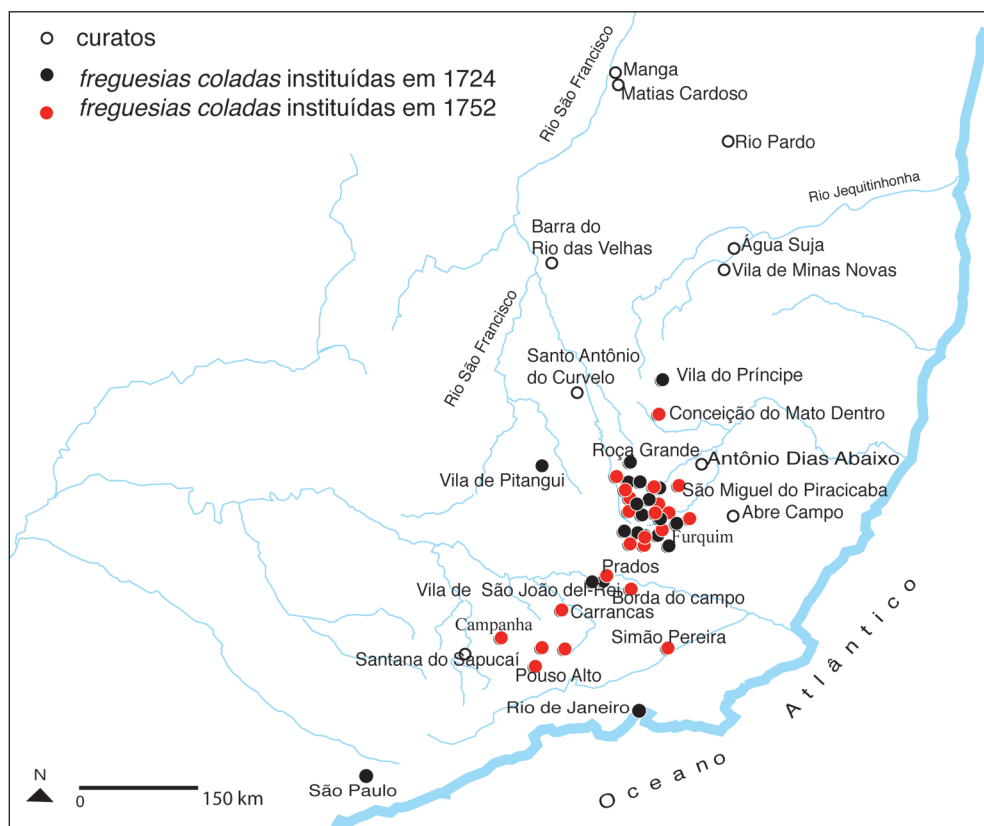 curatos
freguesias coladas instituídas em 1724
freguesias coladas instituídas em 1752
Rio São Francisco
Manga
Matias Cardoso
Rio Pardo
Rio Jequitinhonha
Barra do
Rio das Velhas
Água Suja
Vila de Minas Novas
Rio São Francisco
Santo Antônio
do Curvelo
Vila do Príncipe
Conceição do Mato Dentro
Roça Grande
Antônio Dias Abaixo
Vila de Pitangui
São Miguel do Piracicaba
Abre Campo
Furquim
Prados
Vila de São João del-Rei
Borda do campo
Carrancas
Campanha
Simão Pereira
Santana do Sapucaí
Pouso Alto
Rio de Janeiro
São Paulo
Oceano Atlântico
N
0
150 km